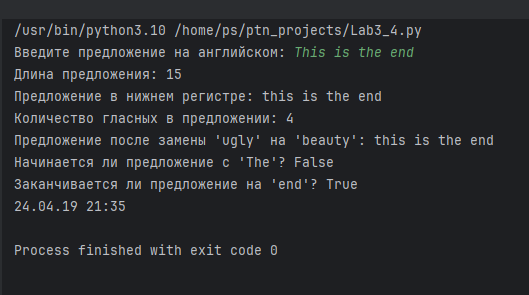 /usr/bin/python3.10 /home/ps/ptn_projects/Lab3_4.py
Введите предложение на английском: This is the end
Длина предложения: 15
Предложение в нижнем регистре: this is the end
Количество гласных в предложении: 4
Предложение после замены 'ugly' на 'beauty': this is the end
Начинается ли предложение с 'The'? False
Заканчивается ли предложение на 'end'? True
24.04.19 21:35
Process finished with exit code 0